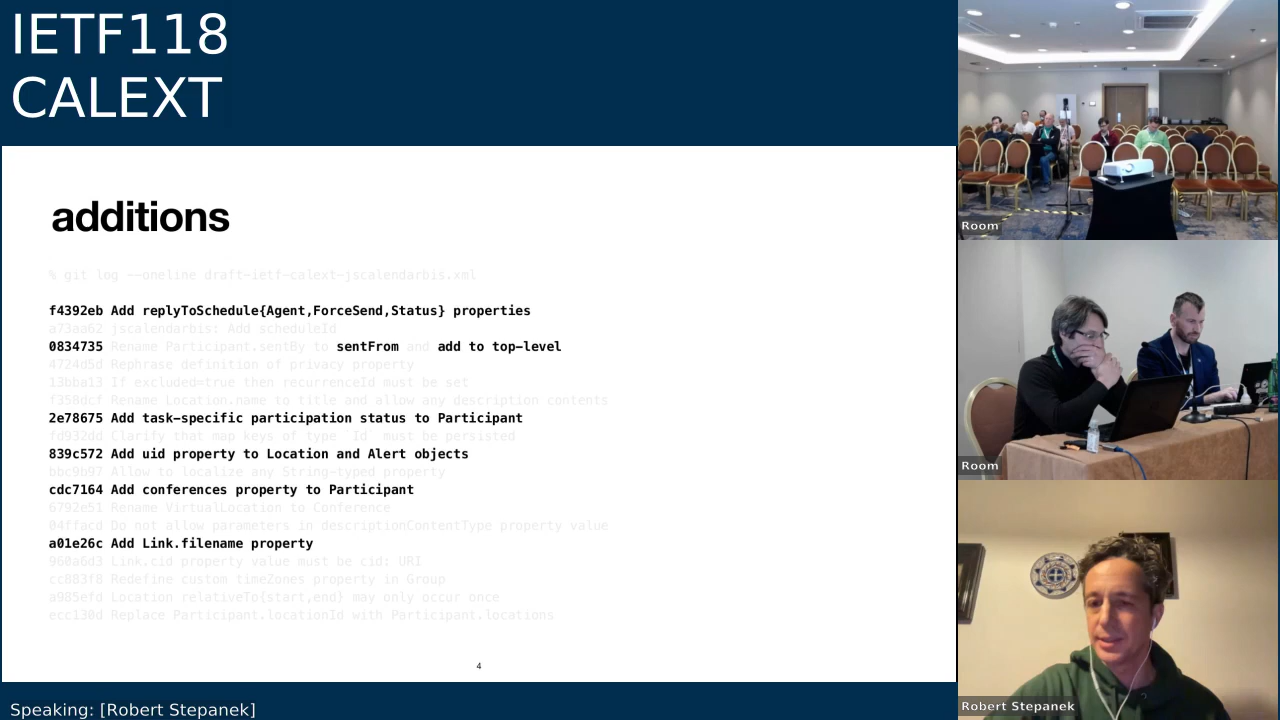 IETF118
CALEXT
additions
% git log --oneline draft-ietf-calext-jscalendarbis.xml
f4392eb Add replyToSchedule{Agent,ForceSend,Status} properties
a73aa62 jscalendarbis: Add scheduleId
0834735 Rename Participant.sentBy to sentFrom and add to top-level
4724d5d Rephrase definition of privacy property
13bba13 If excluded=true then recurrenceId must be set
f358dcf Rename Location.name to title and allow any description contents
2e78675 Add task-specific participation status to Participant
fd932dd Clarify that map keys of type `Id` must be persisted
839c572 Add uid property to Location and Alert objects
bbc9b97 Allow to localize any String-typed property
cdc7164 Add conferences property to Participant
6792e51 Rename VirtualLocation to Conference
04ffacd Do not allow parameters in descriptionContentType property value
a01e26c Add Link.filename property
960a6d3 Link.cid property value must be cid: URI
cc883f8 Redefine custom timeZones property in Group
a985efd Location relativeTo{start,end} may only occur once
ecc130d Replace Participant.locationId with Participant.locations
4
Speaking: [Robert Stepanek]
Room
Room
Robert Stepanek